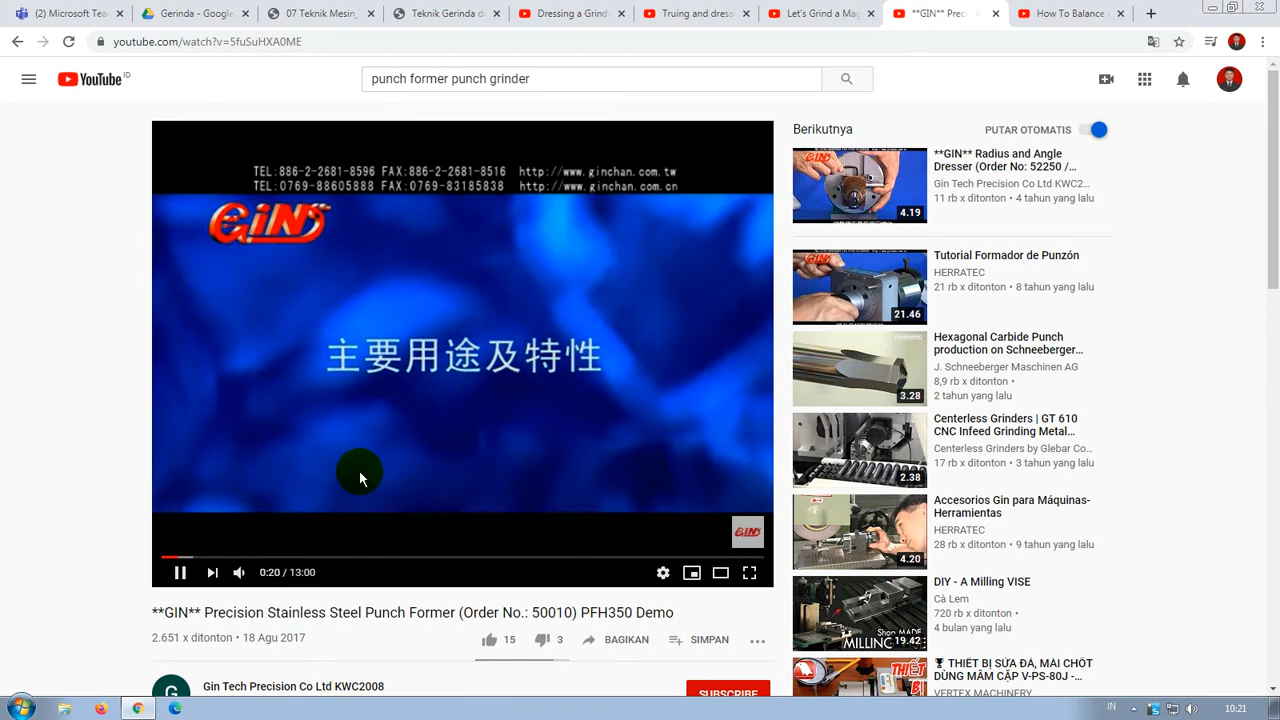 (2) Microsoft Tea
Gerinda - Google
07 Teknik Mesin_
Teknik Gerinda d
Dressing a Grind
Truing and dress
Let's Grind a Mag
**GIN** Preci
How To Balance
youtube.com/watch?v=5fuSuHXA0ME
YouTube ID
punch former punch grinder
TEL:886-2-2681-8596 FAX:886-2-2681-8516 http://www.ginchan.com.tw
TEL:0769-88605888 FAX:0769-83185838 http://www.ginchan.com.cn
GIN
主要用途及特性
GIN
0:20 / 13:00
**GIN** Precision Stainless Steel Punch Former (Order No.: 50010) PFH350 Demo
2.651 x ditonton • 18 Agu 2017
15
3
BAGIKAN
SIMPAN
G
Gin Tech Precision Co Ltd KWC2008
SUBSCRIBE
Berikutnya
PUTAR OTOMATIS
GIN
4.19
**GIN** Radius and Angle
Dresser (Order No: 52250 /...
Gin Tech Precision Co Ltd KWC2...
11 rb x ditonton • 4 tahun yang lalu
GIN
21.46
Tutorial Formador de Punzón
HERRATEC
21 rb x ditonton • 8 tahun yang lalu
3.28
Hexagonal Carbide Punch
production on Schneeberger...
J. Schneeberger Maschinen AG
8,9 rb x ditonton •
2 tahun yang lalu
2.38
Centerless Grinders | GT 610
CNC Infeed Grinding Metal...
Centerless Grinders by Glebar Co...
17 rb x ditonton • 3 tahun yang lalu
4.20
Accesorios Gin para Máquinas-
Herramientas
HERRATEC
28 rb x ditonton • 9 tahun yang lalu
Shop MADE
MILLING
19.42
DIY - A Milling VISE
Cà Lem
720 rb x ditonton •
4 bulan yang lalu
THIẾT
BỊ
THIẾT BỊ SỬA ĐÁ, MÀI CHỐT
DÙNG MÂM CẶP V-PS-80J -...
VERTEX MACHINERY
IN
10:21